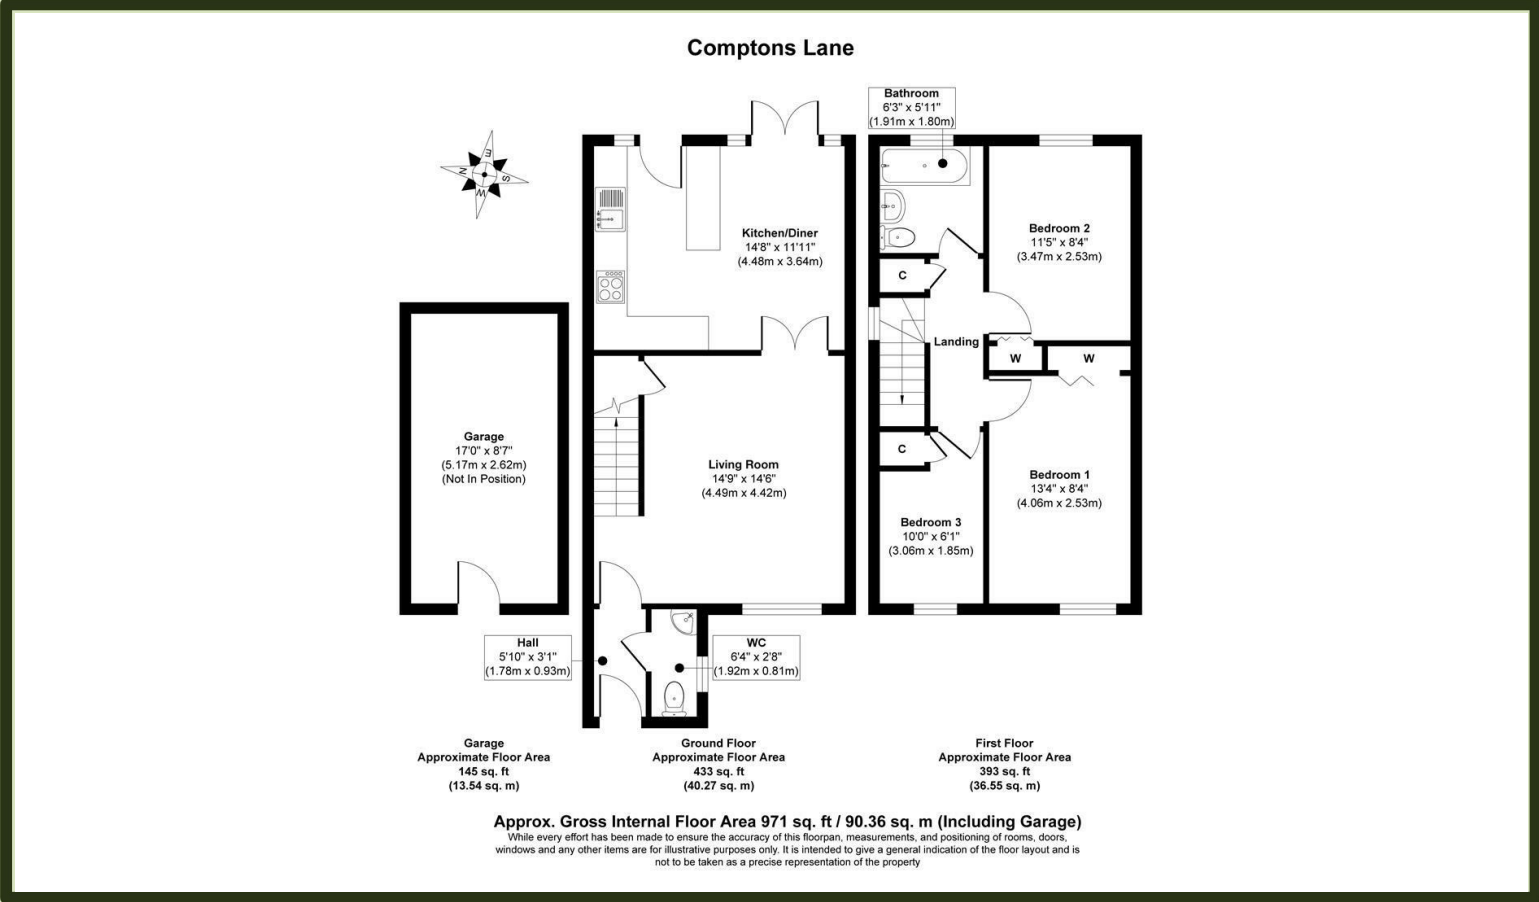 Comptons Lane
Bathroom
6'3" x 5'11"
(1.91m x 1.80m)
E
N
S
W
Kitchen/Diner
14'8" x 11'11"
(4.48m x 3.64m)
Bedroom 2
11'5" x 8'4"
(3.47m x 2.53m)
C
Landing
W
W
Garage
17'0" x 8'7"
(5.17m x 2.62m)
(Not In Position)
Living Room
14'9" x 14'6"
(4.49m x 4.42m)
C
Bedroom 1
13'4" x 8'4"
(4.06m x 2.53m)
Bedroom 3
10'0" x 6'1"
(3.06m x 1.85m)
Hall
5'10" x 3'1"
(1.78m x 0.93m)
WC
6'4" x 2'8"
(1.92m x 0.81m)
Garage
Approximate Floor Area
145 sq. ft
(13.54 sq. m)
Ground Floor
Approximate Floor Area
433 sq. ft
(40.27 sq. m)
First Floor
Approximate Floor Area
393 sq. ft
(36.55 sq. m)
Approx. Gross Internal Floor Area 971 sq. ft / 90.36 sq. m (Including Garage)
While every effort has been made to ensure the accuracy of this floorpan, measurements, and positioning of rooms, doors,
windows and any other items are for illustrative purposes only. It is intended to give a general indication of the floor layout and is
not to be taken as a precise representation of the property